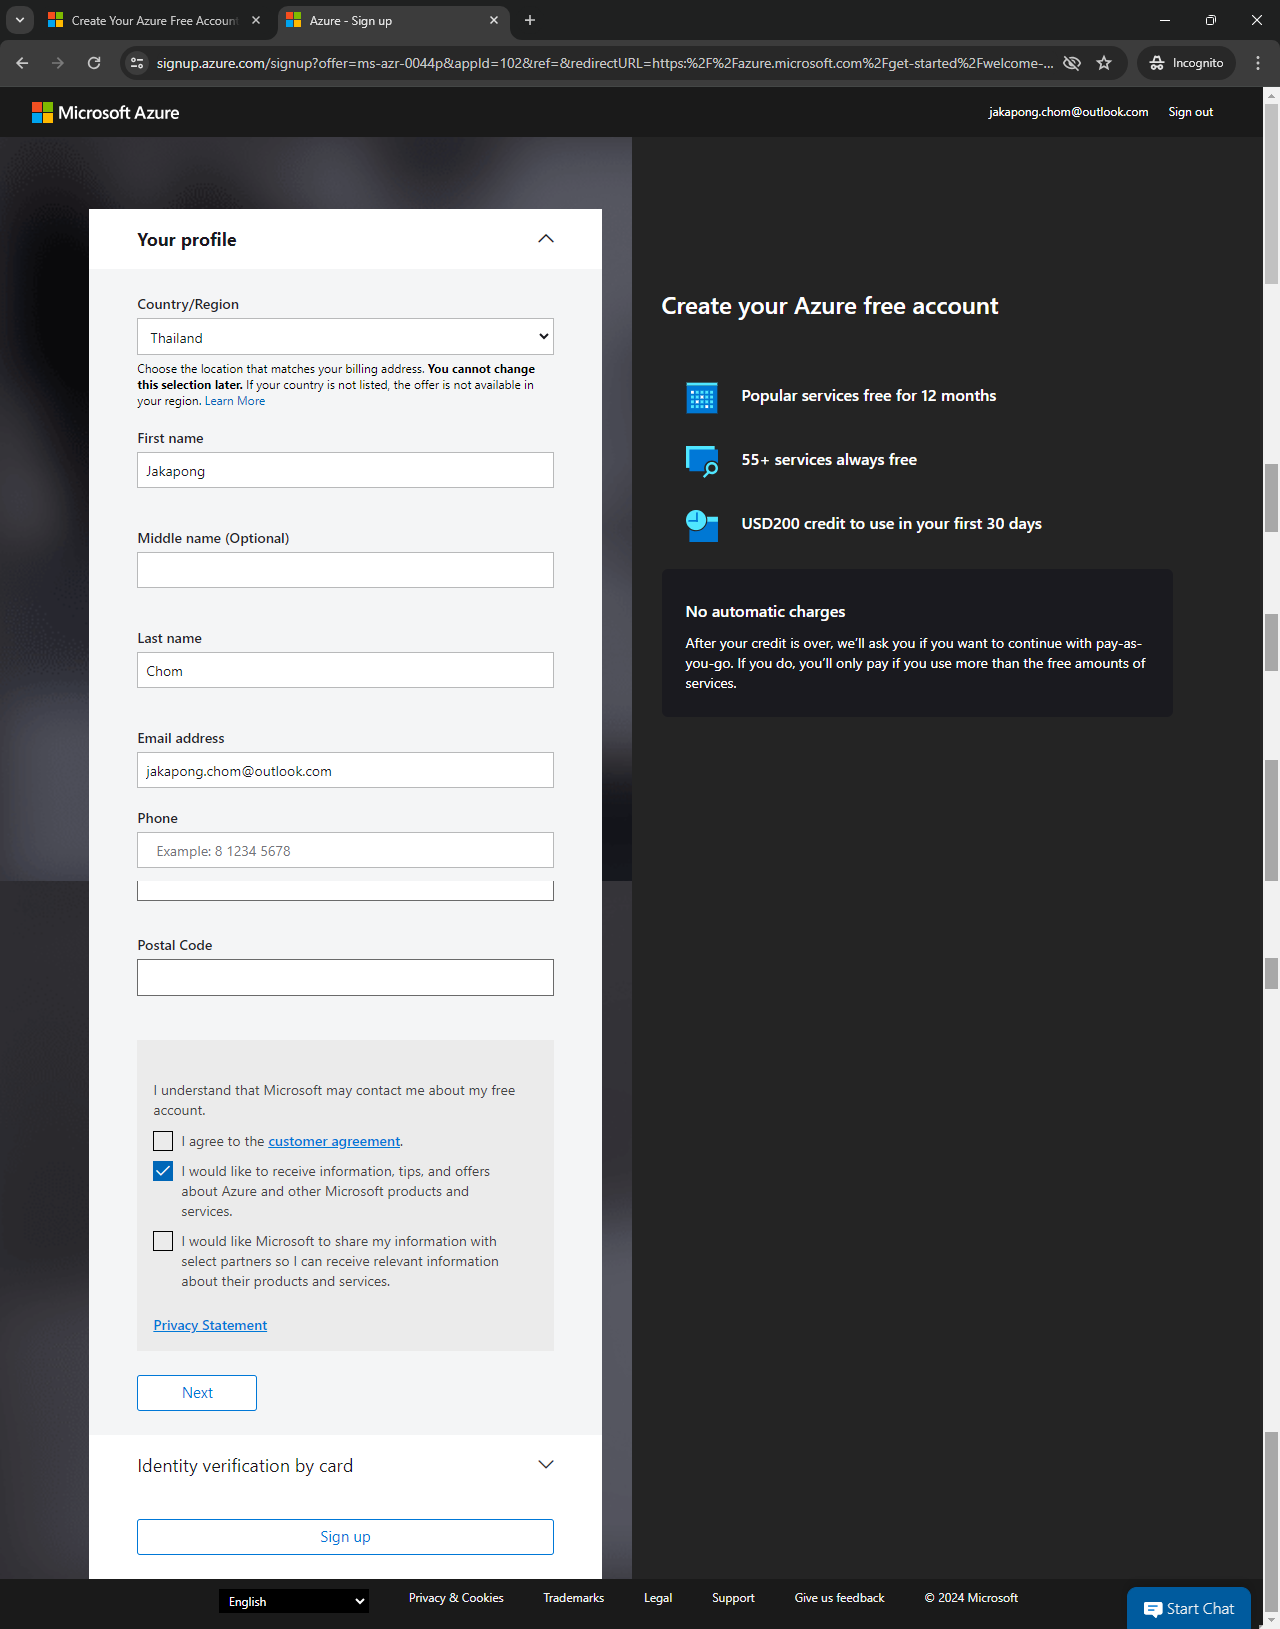 Create Your Azure Free Accoun
Azure - Sign up
signup.azure.com/signup?offer=ms-azr-0044p&appId=102&ref=&redirectURL=https:%2F%2Fazure.microsoft.com%2Fget-started%2Fwelcome-...
Incognito
Microsoft Azure
jakapong.chom@outlook.com
Sign out
Your profile
Country/Region
Thailand
Choose the location that matches your billing address. You cannot change
this selection later. If your country is not listed, the offer is not available in
your region. Learn More
First name
Jakapong
Middle name (Optional)
Last name
Chom
Email address
jakapong.chom@outlook.com
Phone
Example: 8 1234 5678
Postal Code
I understand that Microsoft may contact me about my free
account.
I agree to the customer agreement.
I would like to receive information, tips, and offers
about Azure and other Microsoft products and
services.
I would like Microsoft to share my information with
select partners so I can receive relevant information
about their products and services.
Privacy Statement
Next
Identity verification by card
Sign up
Create your Azure free account
Popular services free for 12 months
55+ services always free
USD200 credit to use in your first 30 days
No automatic charges
After your credit is over, we'll ask you if you want to continue with pay-as-
you-go. If you do, you'll only pay if you use more than the free amounts of
services.
English
Privacy & Cookies
Trademarks
Legal
Support
Give us feedback
© 2024 Microsoft
Start Chat